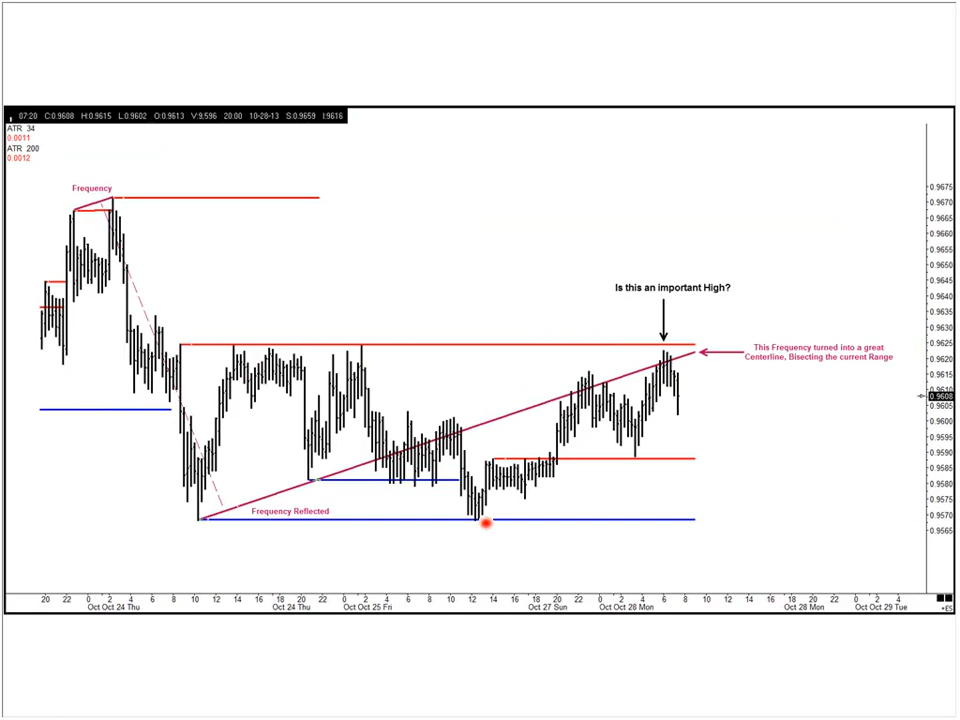 07:20 C:0.9608 H:0.9615 L:0.9602 O:0.9613 V:9,596 20:00 10-28-13 S:0.9659 I:9616
ATR 34
0.0011
ATR 200
0.0012
Frequency
Is this an important High?
This Frequency turned into a great
Centerline, Bisecting the current Range
Frequency Reflected
0.9675
0.9670
0.9665
0.9660
0.9655
0.9650
0.9645
0.9640
0.9635
0.9630
0.9625
0.9620
0.9615
0.9608
0.9605
0.9600
0.9595
0.9590
0.9585
0.9580
0.9575
0.9570
0.9565
20 22 0 2 4 6 8 10 12 14 16 18 20 22 0 2 4 6 8 10 12 14 18 20 22 0 2 4 6 8 10 12 14 16 18 20 22 0 2 4
Oct Oct 24 Thu Oct 24 Thu Oct Oct 25 Fri Oct 27 Sun Oct Oct 28 Mon Oct 28 Mon Oct Oct 29 Tue
+ES